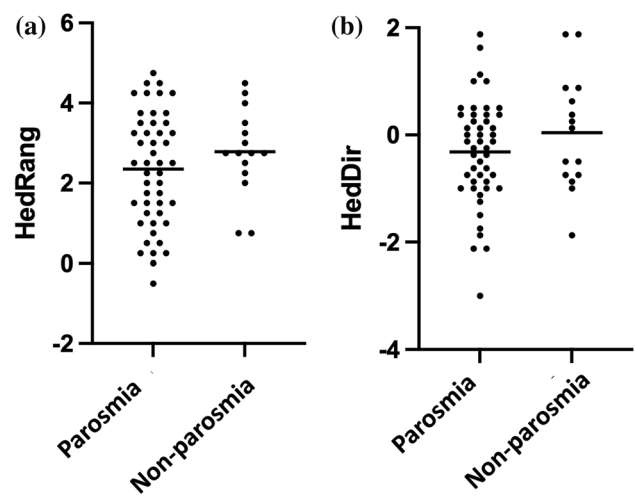 (a)
HedRang
6
4
2
0
-2
Parosmia
Non-parosmia
(b)
HedDir
2
0
-2
-4
Parosmia
Non-parosmia